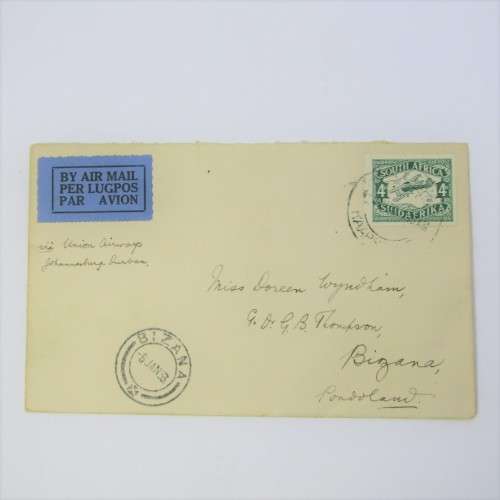 BY AIR MAIL
PER LUGPOS
PAR AVION
SOUTH AFRICA
4d 4d
SUIDAFRIKA
via Union Airways
Johannesburg Durban
Miss Doreen Wyndham,
G. B. Thompson,
Bizana,
Pondoland.
BIZANA